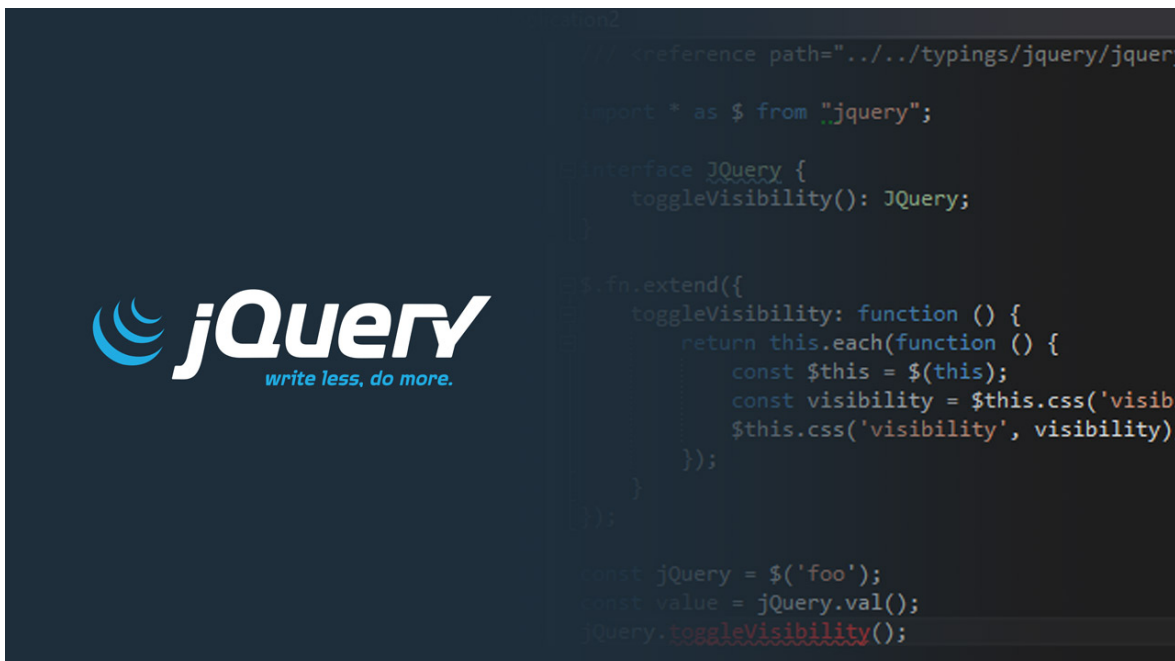 jQuery
write less, do more.
/// <reference path="../../typings/jquery/jquery
import * as $ from "jquery";
interface JQuery {
toggleVisibility(): JQuery;
}
$.fn.extend({
toggleVisibility: function () {
return this.each(function () {
const $this = $(this);
const visibility = $this.css('visib
$this.css('visibility', visibility)
});
}
});
const jQuery = $('foo');
const value = jQuery.val();
jQuery.toggleVisibility();